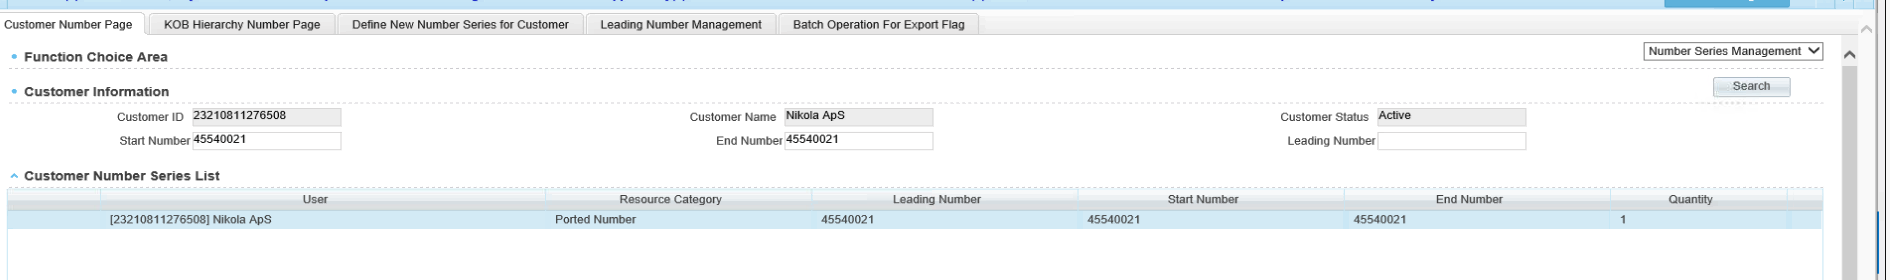 Customer Number Page KOB Hierarchy Number Page Define New Number Series for Customer Leading Number Management Batch Operation For Export Flag
Function Choice Area Number Series Management
Customer Information Search
Customer ID 23210811276508 Customer Name Nikola ApS Customer Status Active
Start Number 45540021 End Number 45540021 Leading Number
Customer Number Series List
User Resource Category Leading Number Start Number End Number Quantity
[23210811276508] Nikola ApS Ported Number 45540021 45540021 45540021 1